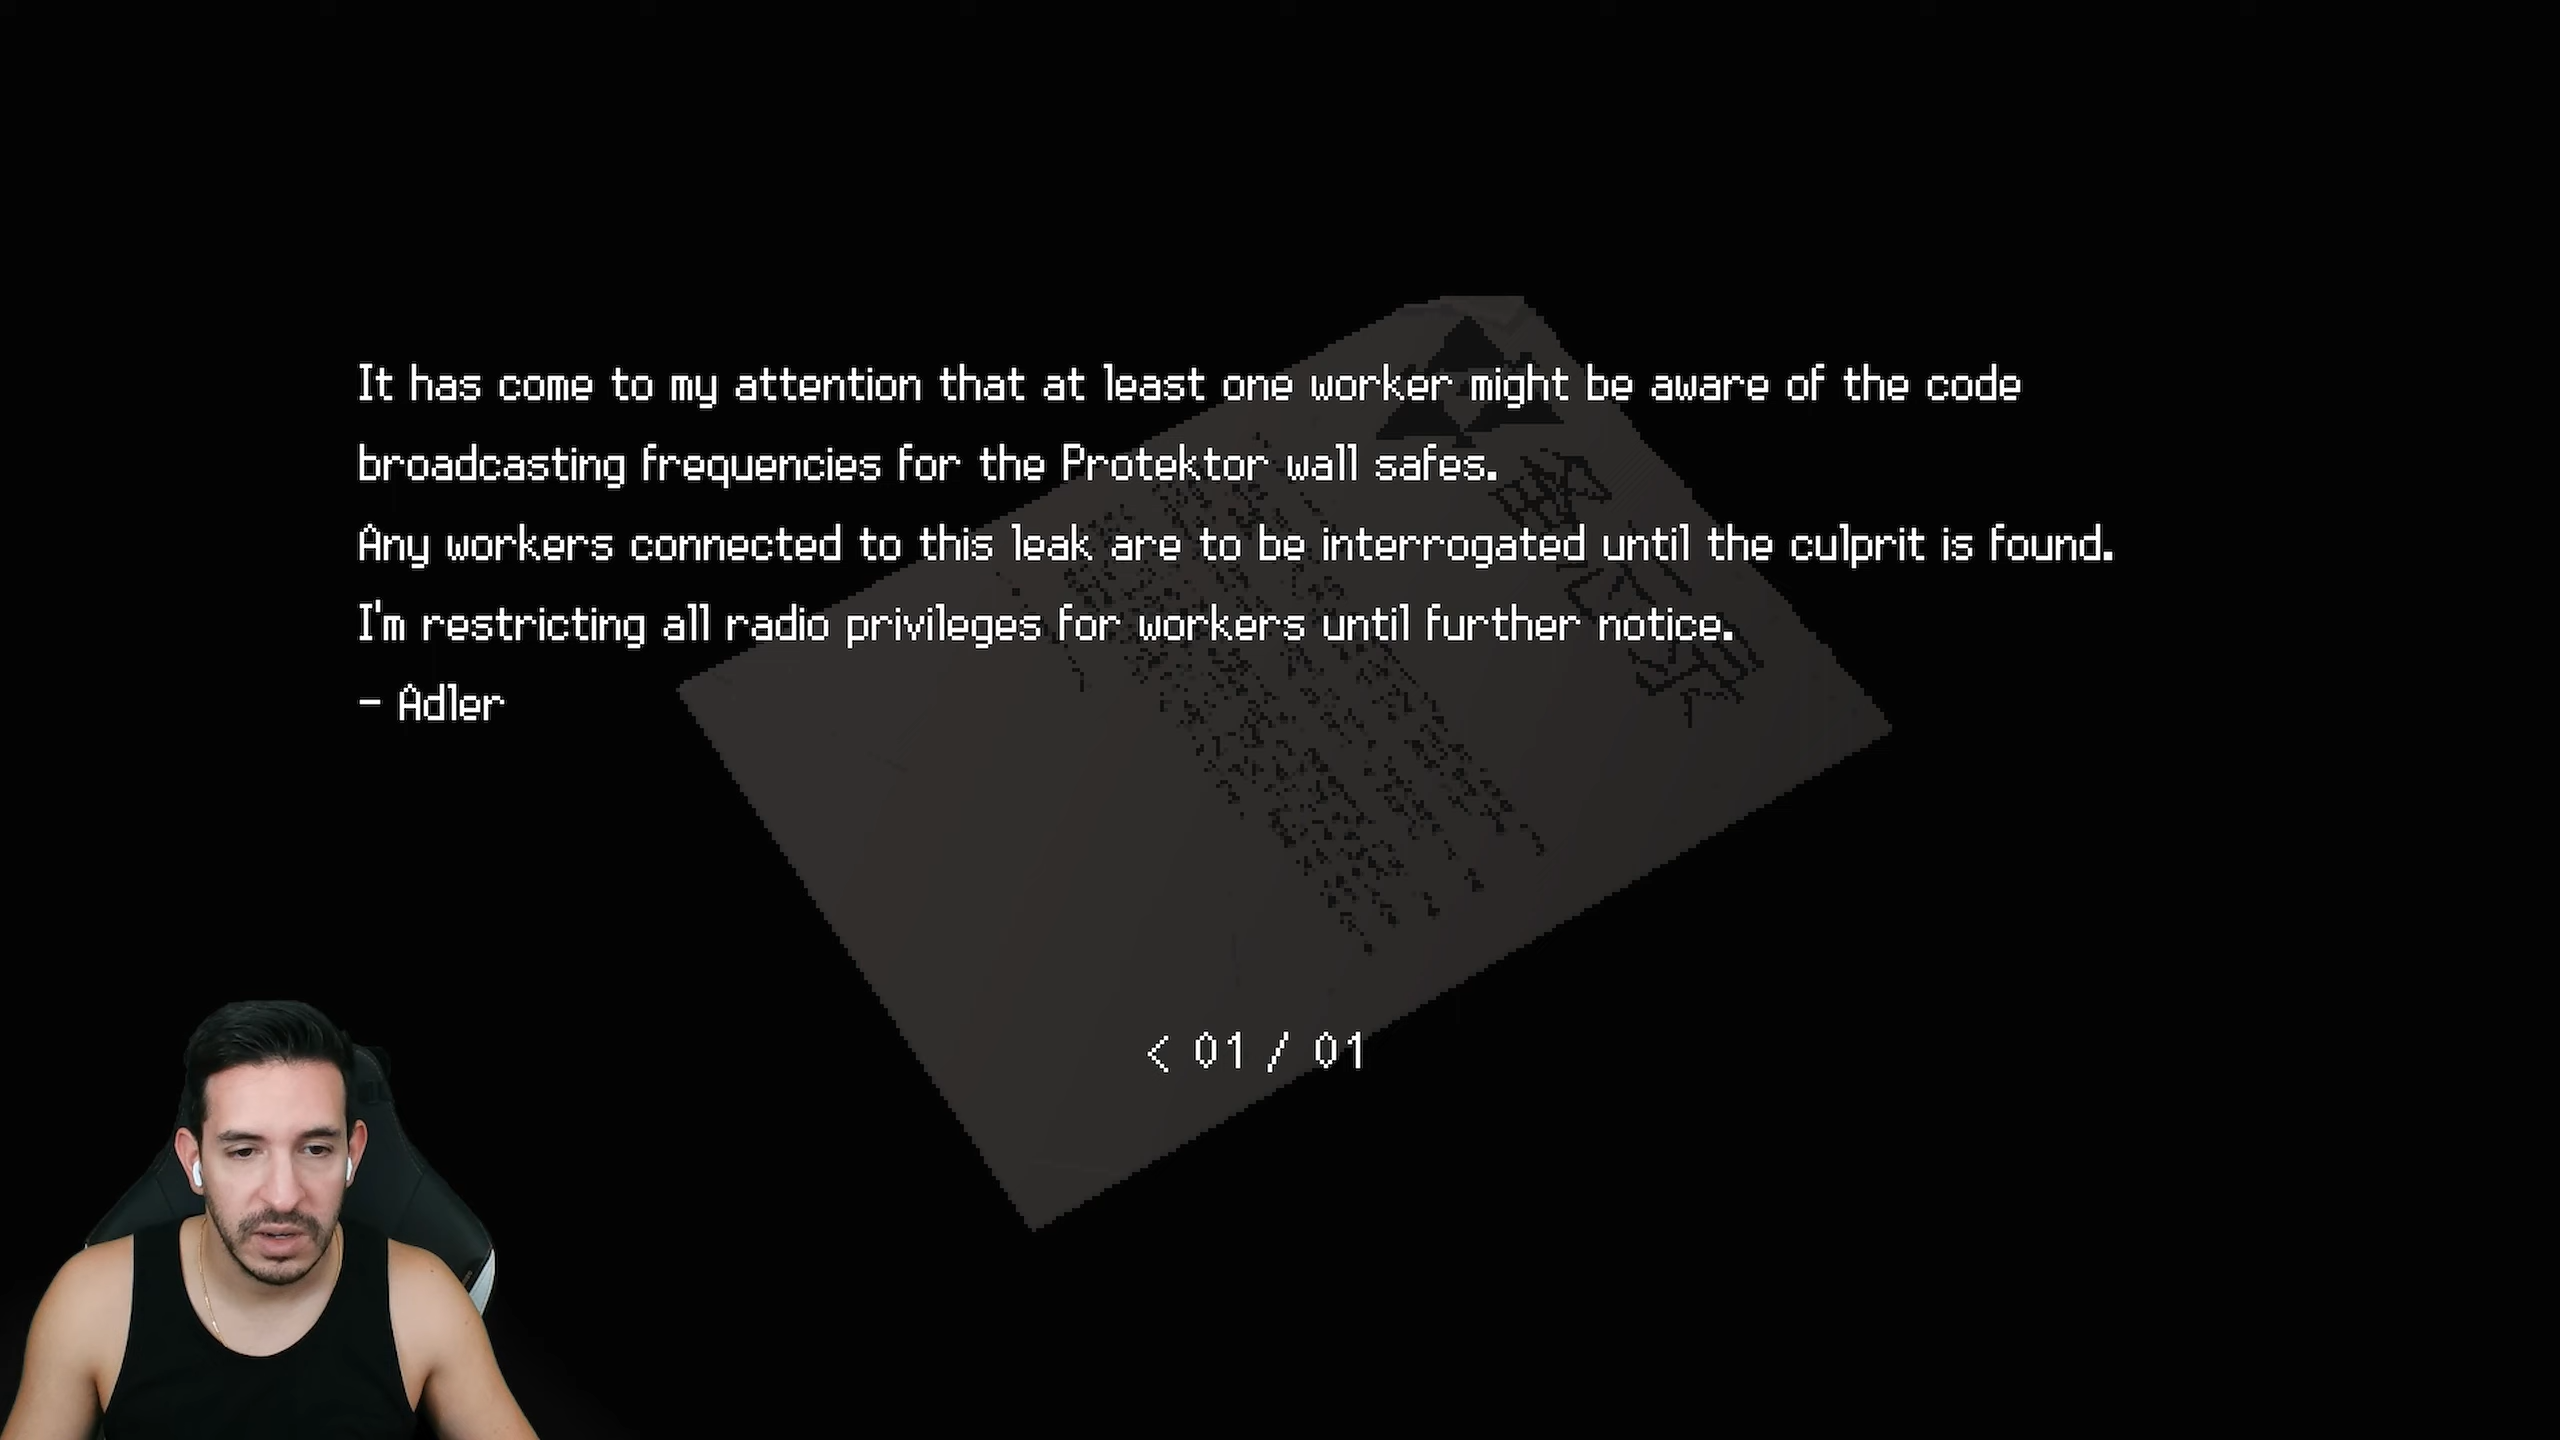 It has come to my attention that at least one worker might be aware of the code
broadcasting frequencies for the Protektor wall safes.
Any workers connected to this leak are to be interrogated until the culprit is found.
I'm restricting all radio privileges for workers until further notice.
- Adler
< 01 / 01